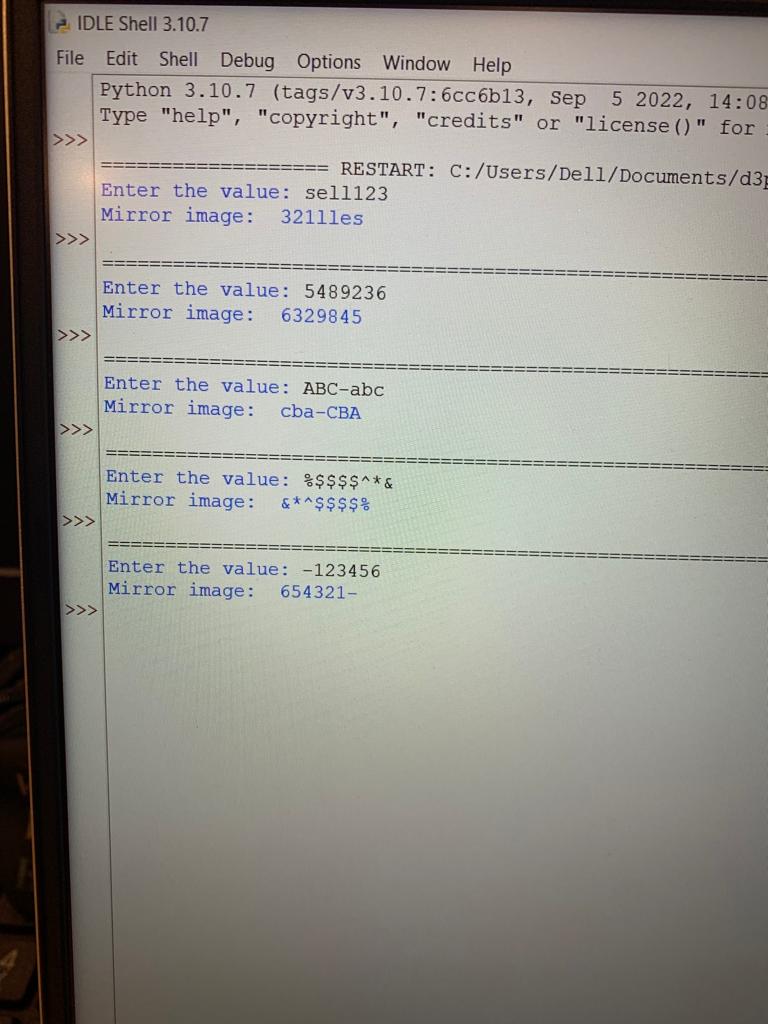 IDLE Shell 3.10.7
File Edit Shell Debug Options Window Help
Python 3.10.7 (tags/v3.10.7:6cc6b13, Sep 5 2022, 14:08
Type "help", "copyright", "credits" or "license()" for
>>>
=================== RESTART: C:/Users/Dell/Documents/d3p
Enter the value: sell123
Mirror image: 321lles
>>>
=========================================================
Enter the value: 5489236
Mirror image: 6329845
>>>
=========================================================
Enter the value: ABC-abc
Mirror image: cba-CBA
>>>
=========================================================
Enter the value: %$$$$^*&
Mirror image: &*^$$$$%
>>>
=========================================================
Enter the value: -123456
Mirror image: 654321-
>>>